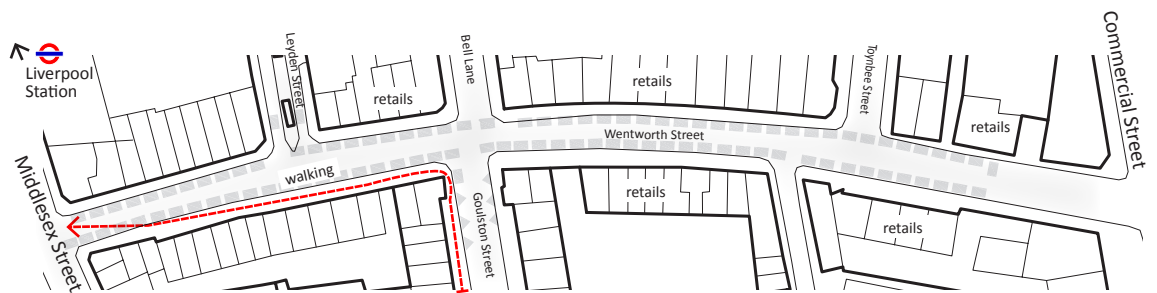 Liverpool
Station
Leyden Street
Bell Lane
Toynbee Street
Commercial Street
retails
retails
retails
Wentworth Street
walking
Middlesex Street
Goulston Street
retails
retails